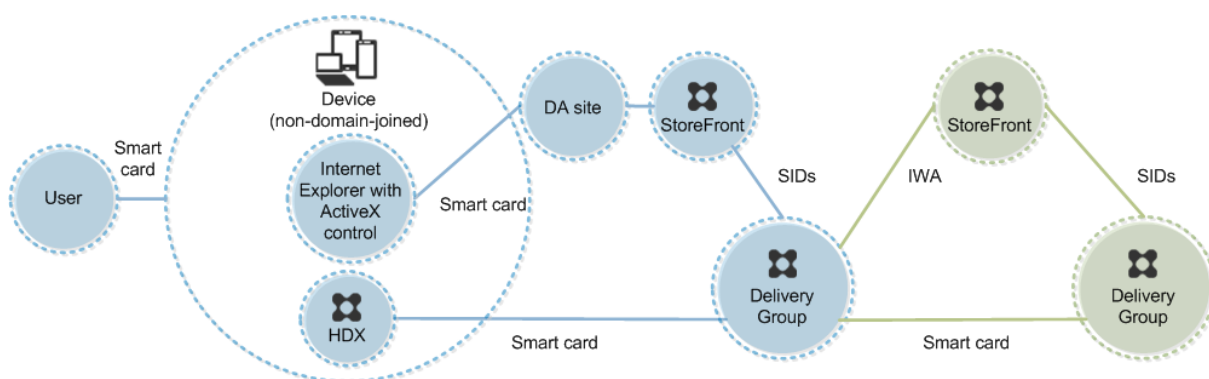 User
Smart
card
Device
(non-domain-joined)
Internet
Explorer with
ActiveX
control
HDX
Smart card
DA site
StoreFront
SIDs
Smart card
Delivery
Group
IWA
StoreFront
SIDs
Smart card
Delivery
Group